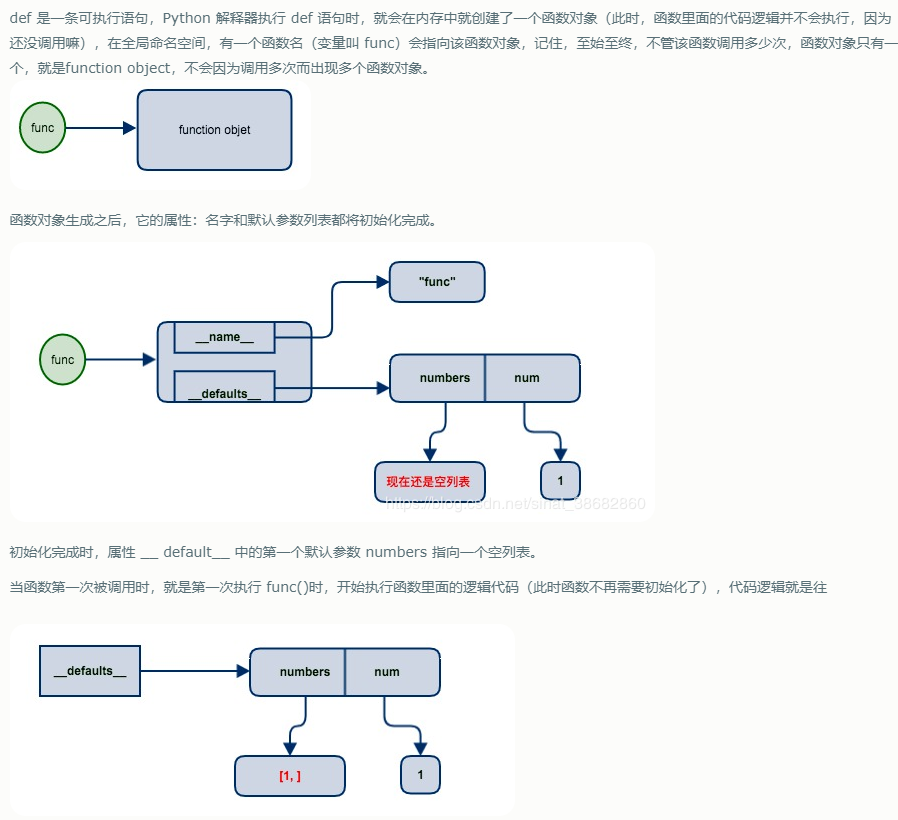 def 是一条可执行语句，Python 解释器执行 def 语句时，就会在内存中就创建了一个函数对象（此时，函数里面的代码逻辑并不会执行，因为
还没调用嘛），在全局命名空间，有一个函数名（变量叫 func）会指向该函数对象，记住，至始至终，不管该函数调用多少次，函数对象只有一
个，就是function object，不会因为调用多次而出现多个函数对象。
func
function objet
函数对象生成之后，它的属性：名字和默认参数列表都将初始化完成。
"func"
__name__
func
numbers
num
__defaults__
现在还是空列表
1
https://blog.csdn.net/sinat_38682860
初始化完成时，属性 __ default__ 中的第一个默认参数 numbers 指向一个空列表。
当函数第一次被调用时，就是第一次执行 func()时，开始执行函数里面的逻辑代码（此时函数不再需要初始化了），代码逻辑就是往
__defaults__
numbers
num
[1, ]
1